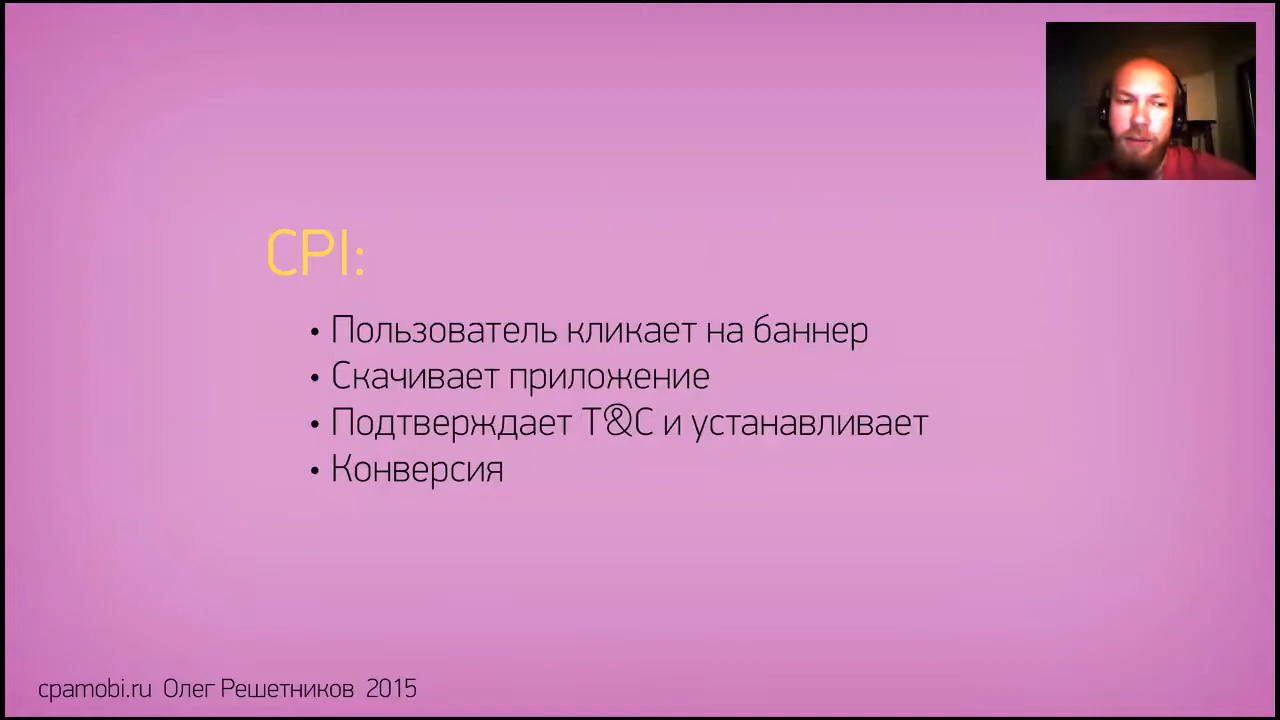 CPI:
• Пользователь кликает на баннер
• Скачивает приложение
• Подтверждает T&C и устанавливает
• Конверсия
cpamobi.ru Олег Решетников 2015